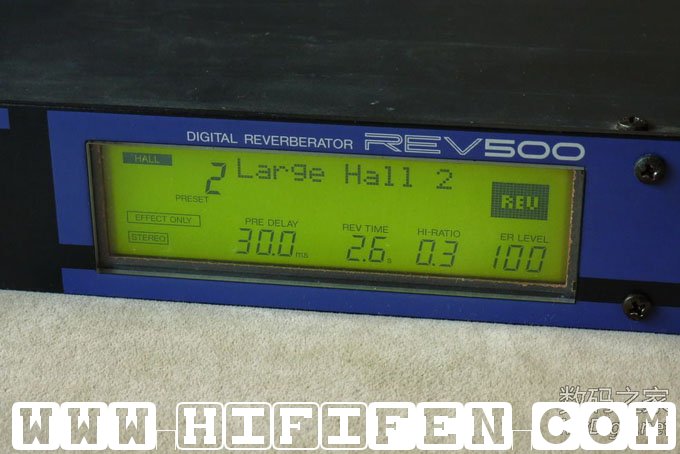 DIGITAL REVERBERATOR REV500
HALL
2 Large Hall 2
PRESET
REV
EFFECT ONLY
STEREO
PRE DELAY REV TIME HI-RATIO ER LEVEL
30.0 ms 2.6 s 0.3 100
数码之家
WWW.HIFIFEN.COM